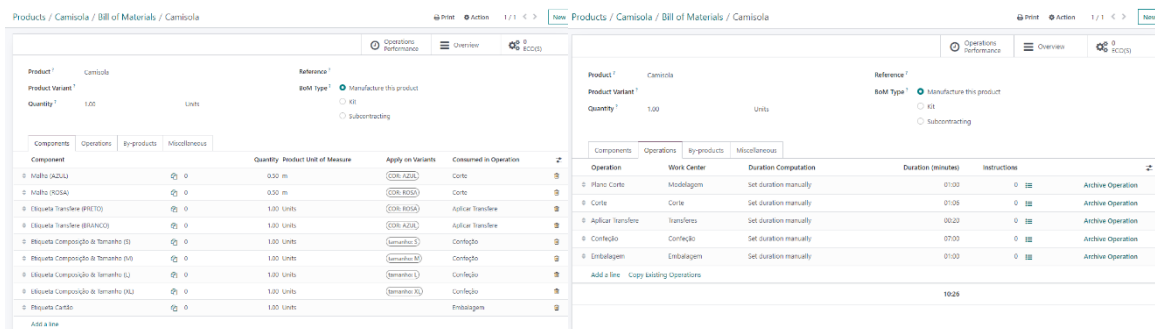 Products / Camisola / Bill of Materials / Camisola
Print Action 1 / 1 New
Operations Performance
Overview
0 ECO(S)
Product ? Camisola
Product Variant ?
Quantity ? 1.00 Units
Reference ?
BoM Type ? Manufacture this product
Kit
Subcontracting
Components Operations By-products Miscellaneous
Component Quantity Product Unit of Measure Apply on Variants Consumed in Operation
Malha (AZUL) 0 0.50 m COR: AZUL Corte
Malha (ROSA) 0 0.50 m COR: ROSA Corte
Etiqueta Transfere (PRETO) 0 1.00 Units COR: ROSA Aplicar Transfere
Etiqueta Transfere (BRANCO) 0 1.00 Units COR: AZUL Aplicar Transfere
Etiqueta Composição & Tamanho (S) 0 1.00 Units tamanho: S Confeção
Etiqueta Composição & Tamanho (M) 0 1.00 Units tamanho: M Confeção
Etiqueta Composição & Tamanho (L) 0 1.00 Units tamanho: L Confeção
Etiqueta Composição & Tamanho (XL) 0 1.00 Units tamanho: XL Confeção
Etiqueta Cartão 0 1.00 Units Embalagem
Add a line
Products / Camisola / Bill of Materials / Camisola
Print Action 1 / 1 New
Operations Performance
Overview
0 ECO(S)
Product ? Camisola
Product Variant ?
Quantity ? 1.00 Units
Reference ?
BoM Type ? Manufacture this product
Kit
Subcontracting
Components Operations By-products Miscellaneous
Operation Work Center Duration Computation Duration (minutes) Instructions
Plano Corte Modelagem Set duration manually 01:00 0 Archive Operation
Corte Corte Set duration manually 01:06 0 Archive Operation
Aplicar Transfere Transferes Set duration manually 00:20 0 Archive Operation
Confeção Confeção Set duration manually 07:00 0 Archive Operation
Embalagem Embalagem Set duration manually 01:00 0 Archive Operation
Add a line Copy Existing Operations
10:26